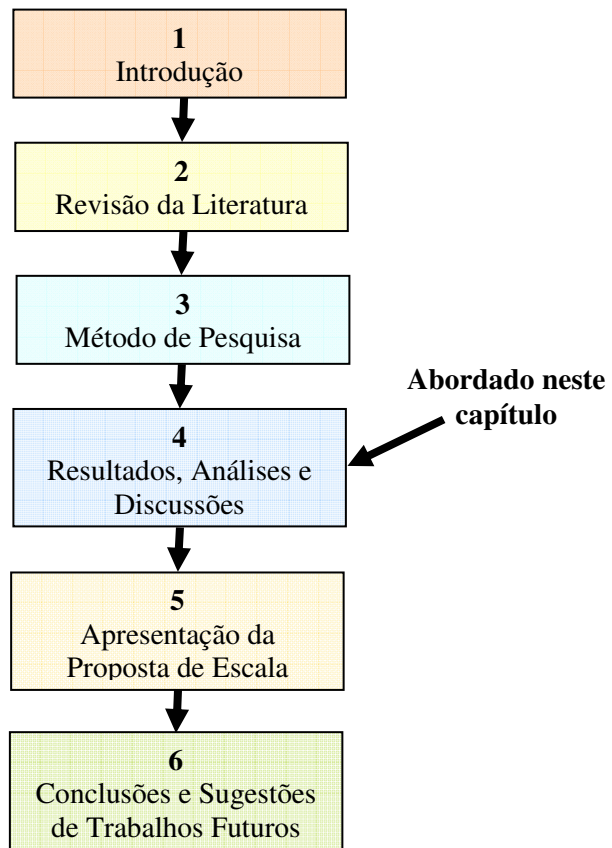 1
Introdução
2
Revisão da Literatura
3
Método de Pesquisa
Abordado neste
capítulo
4
Resultados, Análises e
Discussões
5
Apresentação da
Proposta de Escala
6
Conclusões e Sugestões
de Trabalhos Futuros